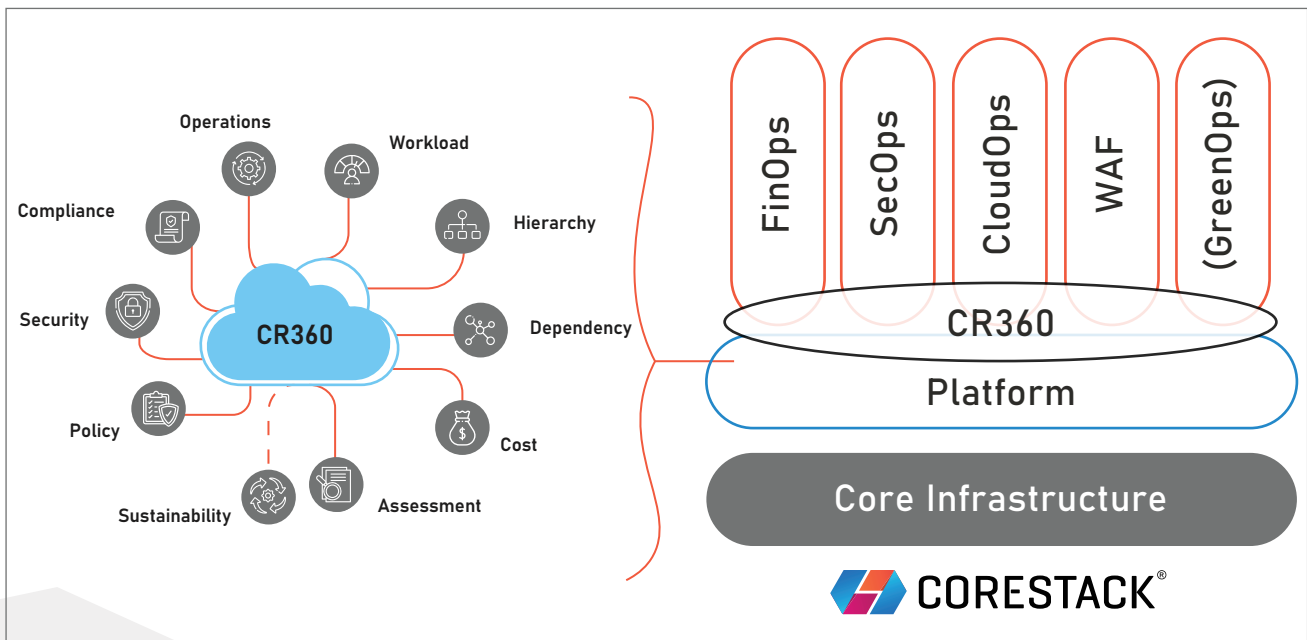 Operations
Workload
Compliance
Hierarchy
Security
CR360
Dependency
Policy
Cost
$
Sustainability
Assessment
FinOps
SecOps
CloudOps
WAF
(GreenOps)
CR360
Platform
Core Infrastructure
CORESTACK®